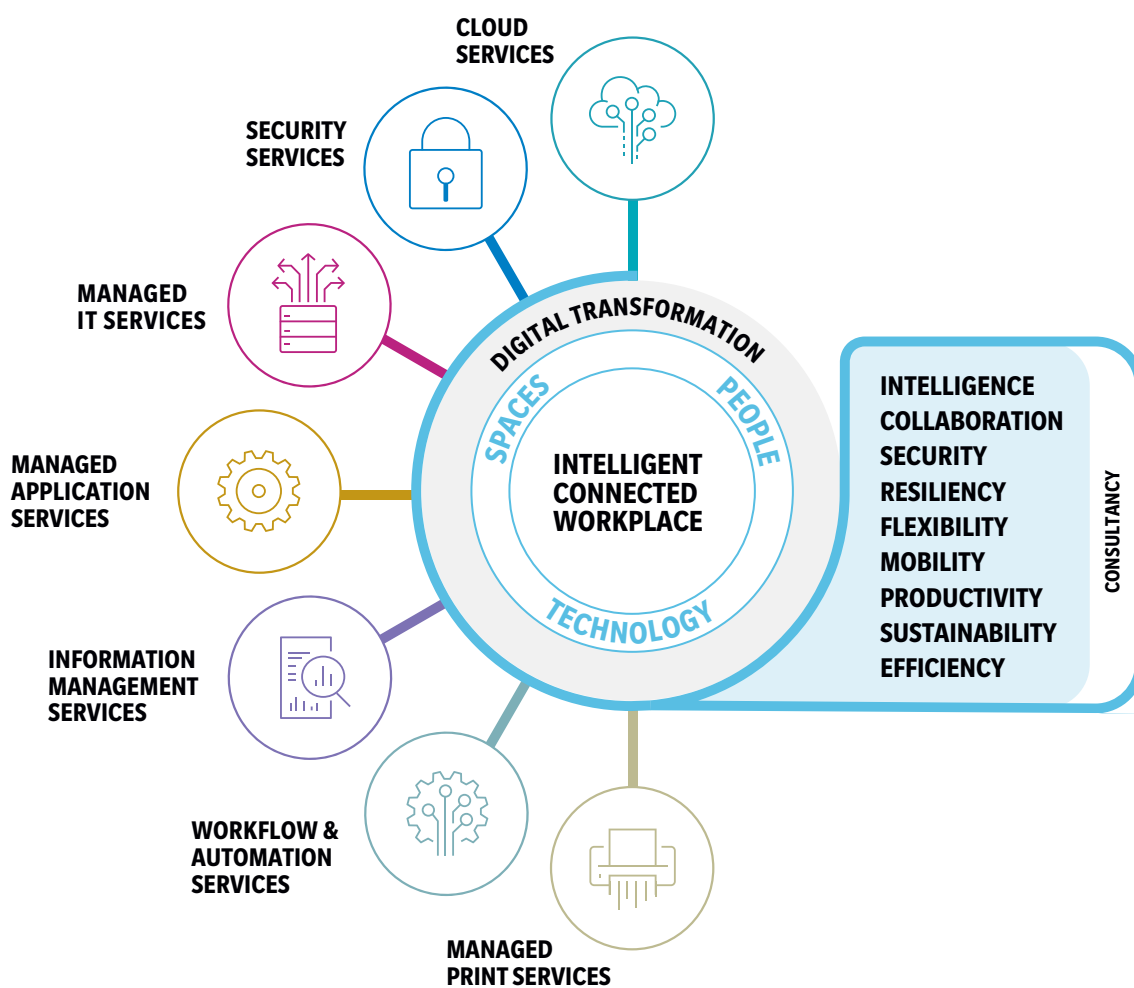 CLOUD
SERVICES
SECURITY
SERVICES
MANAGED
IT SERVICES
MANAGED
APPLICATION
SERVICES
INFORMATION
MANAGEMENT
SERVICES
WORKFLOW &
AUTOMATION
SERVICES
MANAGED
PRINT SERVICES
DIGITAL TRANSFORMATION
SPACES
PEOPLE
TECHNOLOGY
INTELLIGENT
CONNECTED
WORKPLACE
INTELLIGENCE
COLLABORATION
SECURITY
RESILIENCY
FLEXIBILITY
MOBILITY
PRODUCTIVITY
SUSTAINABILITY
EFFICIENCY
CONSULTANCY